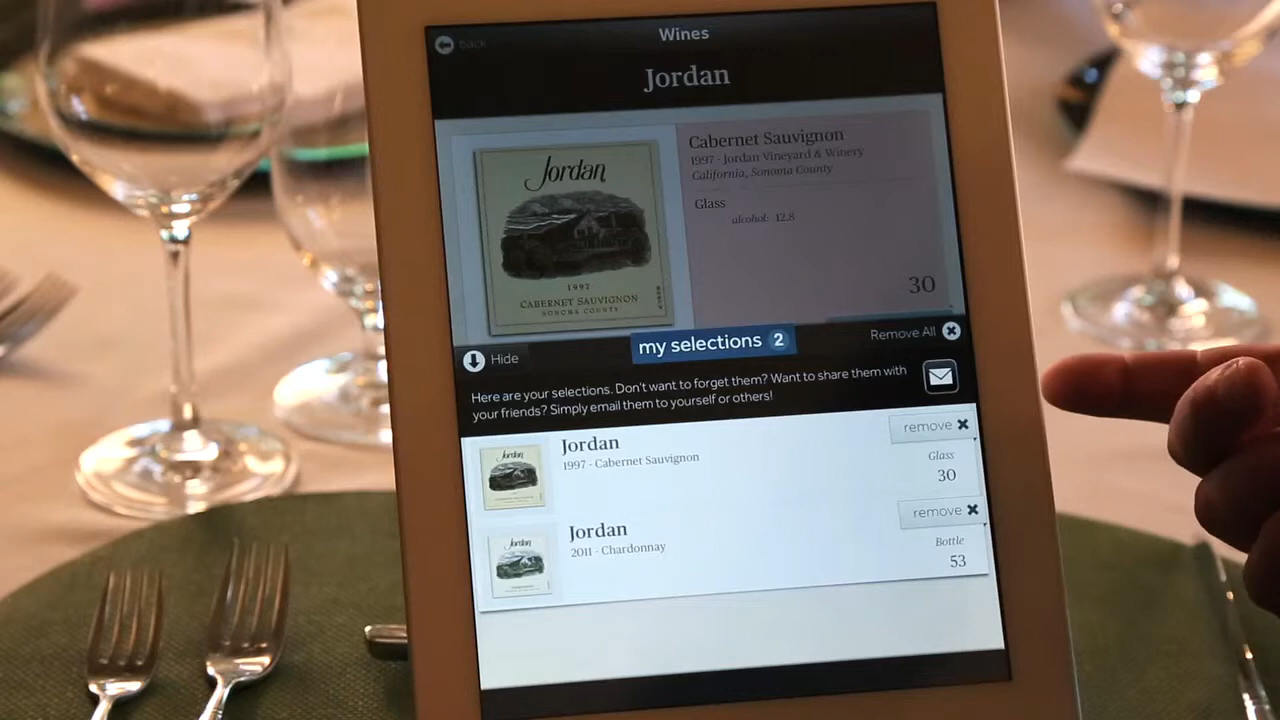 back
Wines
Jordan
Jordan
1997
CABERNET SAUVIGNON
SONOMA COUNTY
Cabernet Sauvignon
1997 - Jordan Vineyard & Winery
California, Sonoma County
Glass
alcohol: 12.8
30
Hide
my selections 2
Remove All
Here are your selections. Don't want to forget them? Want to share them with
your friends? Simply email them to yourself or others!
Jordan
1997 - Cabernet Sauvignon
remove
Glass
30
Jordan
2011 - Chardonnay
remove
Bottle
53